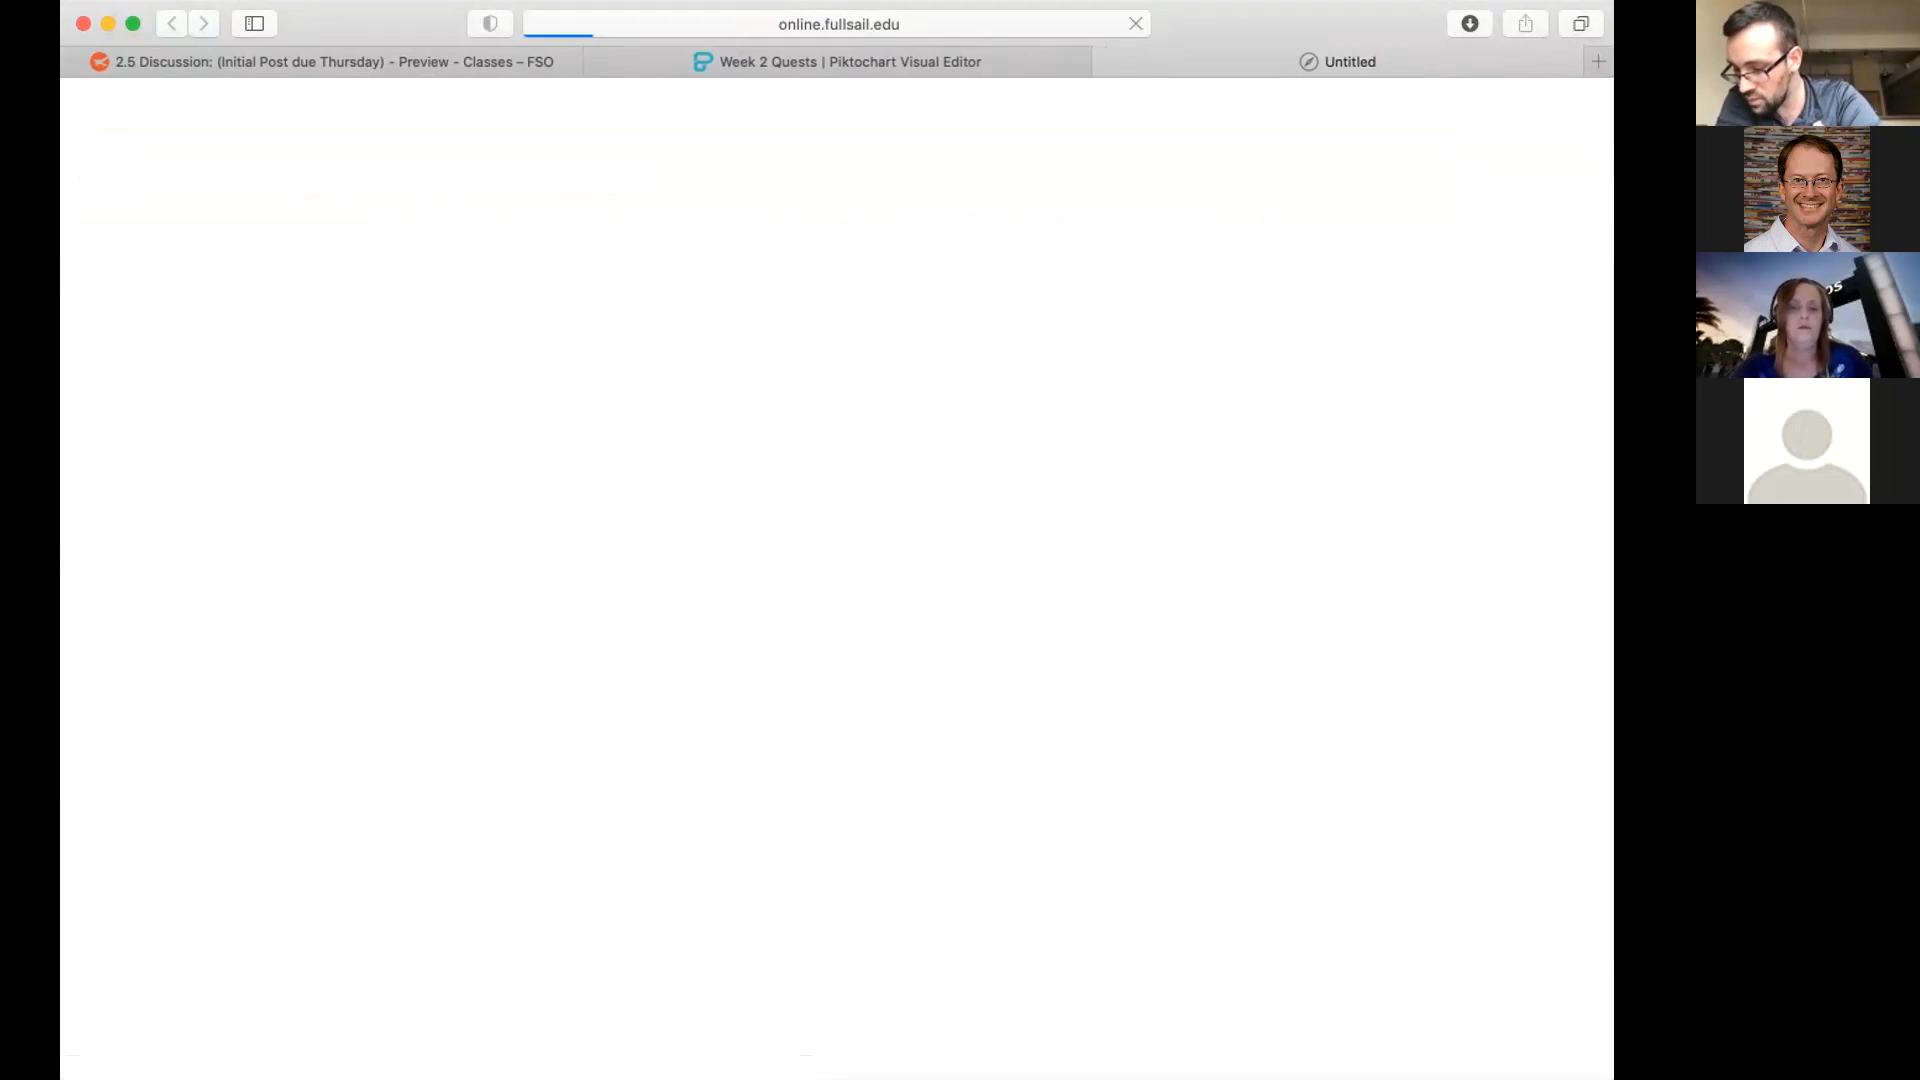 online.fullsail.edu
2.5 Discussion: (Initial Post due Thursday) - Preview - Classes – FSO
Week 2 Quests | Piktochart Visual Editor
Untitled
os